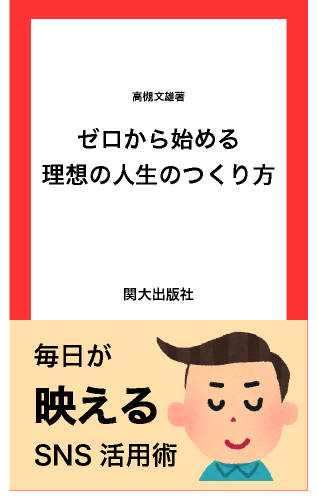 高槻文雄著
ゼロから始める
理想の人生のつくり方
関大出版社
毎日が
映える
SNS 活用術